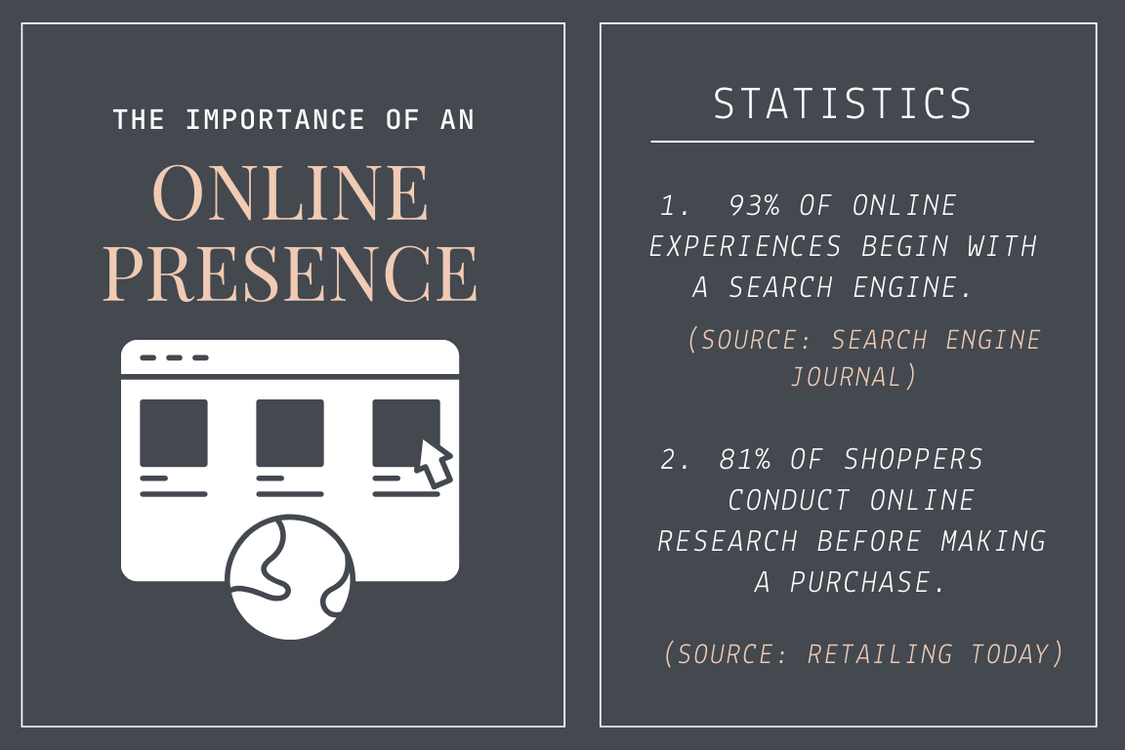 THE IMPORTANCE OF AN
ONLINE
PRESENCE
STATISTICS
1. 93% OF ONLINE
EXPERIENCES BEGIN WITH
A SEARCH ENGINE.
(SOURCE: SEARCH ENGINE
JOURNAL)
2. 81% OF SHOPPERS
CONDUCT ONLINE
RESEARCH BEFORE MAKING
A PURCHASE.
(SOURCE: RETAILING TODAY)